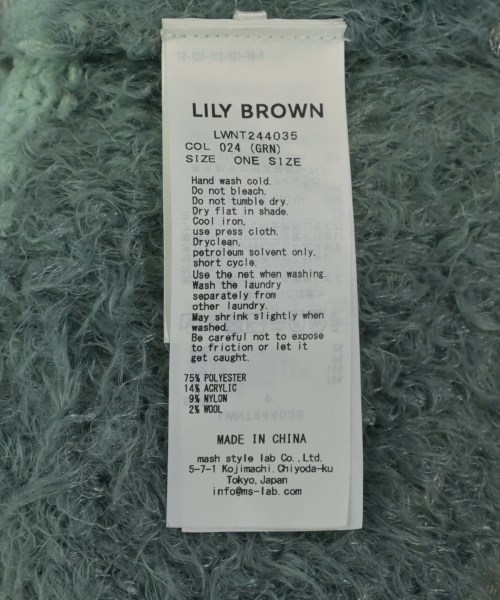 LILY BROWN
LWNT244035
COL 024 (GRN)
SIZE ONE SIZE
Hand wash cold.
Do not bleach.
Do not tumble dry.
Dry flat in shade.
Cool iron,
use press cloth.
Dryclean,
petroleum solvent only,
short cycle.
Use the net when washing.
Wash the laundry
separately from
other laundry.
May shrink slightly when
washed.
Be careful not to expose
to friction or let it
get caught.
75% POLYESTER
14% ACRYLIC
9% NYLON
2% WOOL
MADE IN CHINA
mash style lab Co., Ltd.
5-7-1 Kojimachi. Chiyoda-ku
Tokyo, Japan
info@ms-lab.com